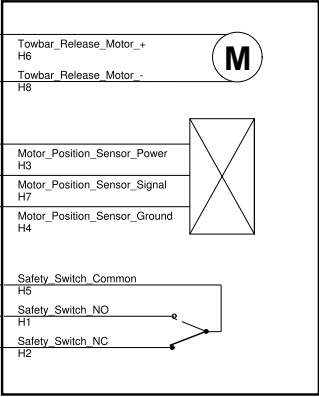 Towbar_Release_Motor_+
H6
M
Towbar_Release_Motor_-
H8
Motor_Position_Sensor_Power
H3
Motor_Position_Sensor_Signal
H7
Motor_Position_Sensor_Ground
H4
Safety_Switch_Common
H5
Safety_Switch_NO
H1
Safety_Switch_NC
H2